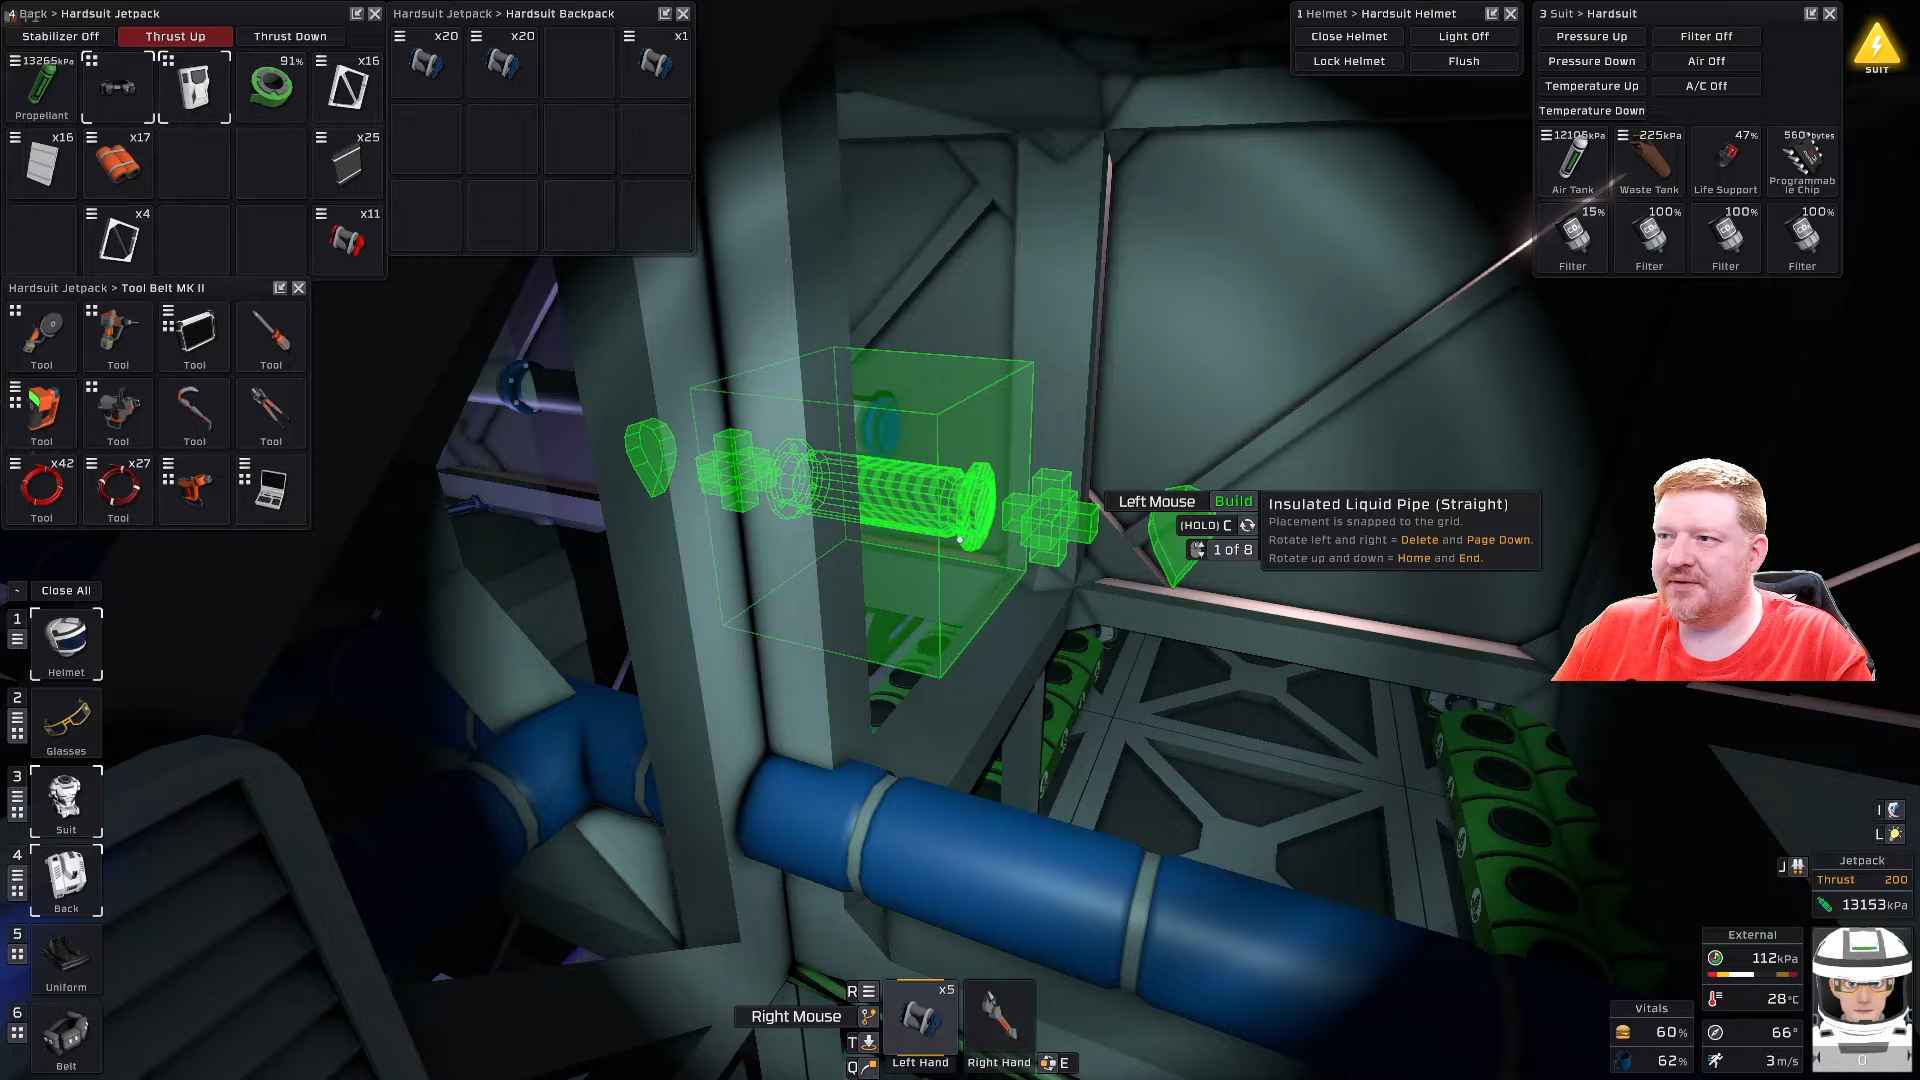 4 Back > Hardsuit Jetpack
Stabilizer Off
Thrust Up
Thrust Down
13265kPa
91%
x16
Propellant
x16
x17
x25
x4
x11
Hardsuit Jetpack > Hardsuit Backpack
x20
x20
x1
Hardsuit Jetpack > Tool Belt MK II
Tool
Tool
Tool
Tool
Tool
Tool
Tool
Tool
x42
x27
Tool
Tool
1 Helmet > Hardsuit Helmet
Close Helmet
Light Off
Lock Helmet
Flush
3 Suit > Hardsuit
Pressure Up
Filter Off
Pressure Down
Air Off
Temperature Up
A/C Off
Temperature Down
12105kPa
-225kPa
47%
560 bytes
Air Tank
Waste Tank
Life Support
Programmab
le Chip
15%
100%
100%
100%
Filter
Filter
Filter
Filter
SUIT
Left Mouse
Build
(HOLD) C
1 of 8
Insulated Liquid Pipe (Straight)
Placement is snapped to the grid.
Rotate left and right = Delete and Page Down.
Rotate up and down = Home and End.
~
Close All
1
Helmet
2
Glasses
3
Suit
4
Back
5
Uniform
6
Belt
R
x5
Right Mouse
T
Q
Left Hand
Right Hand
E
I
L
J
Jetpack
Thrust 200
13153kPa
External
112kPa
28°C
66°
3m/s
Vitals
60%
62%
0